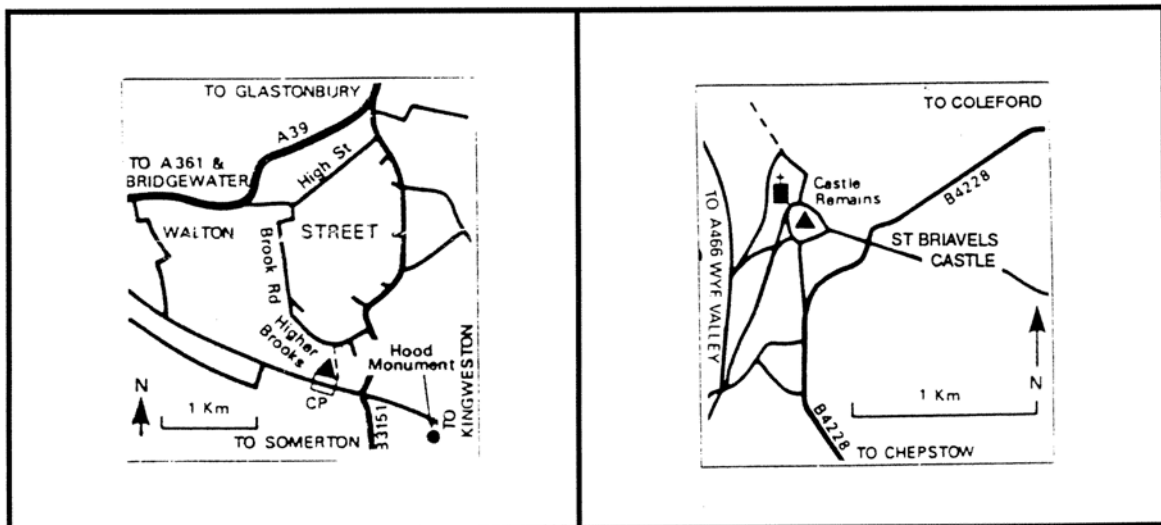 TO GLASTONBURY
A39
TO A361 &
BRIDGEWATER
High St
WALTON
STREET
Brook Rd
Higher
Brooks
Hood
Monument
N
1 Km
CP
TO SOMERTON
B3151
TO
KINGWESTON
TO COLEFORD
Castle
Remains
B4228
TO A466 WYE VALLEY
ST BRIAVELS
CASTLE
N
1 Km
B4228
TO CHEPSTOW